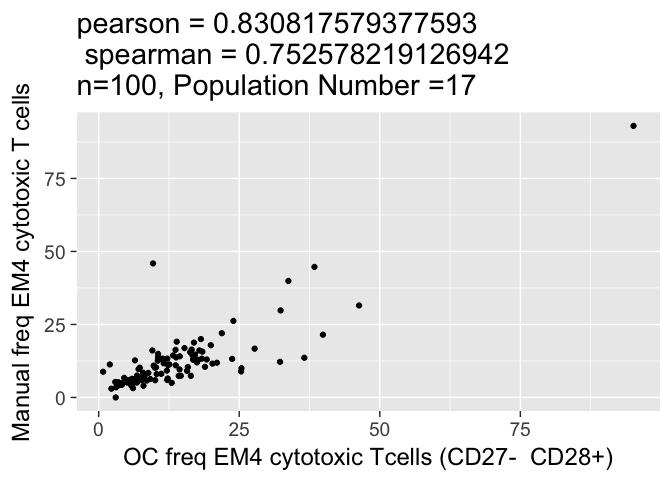 pearson = 0.830817579377593
spearman = 0.752578219126942
n=100, Population Number =17
Manual freq EM4 cytotoxic T cells
75
50
25
0
0 25 50 75
OC freq EM4 cytotoxic Tcells (CD27-  CD28+)